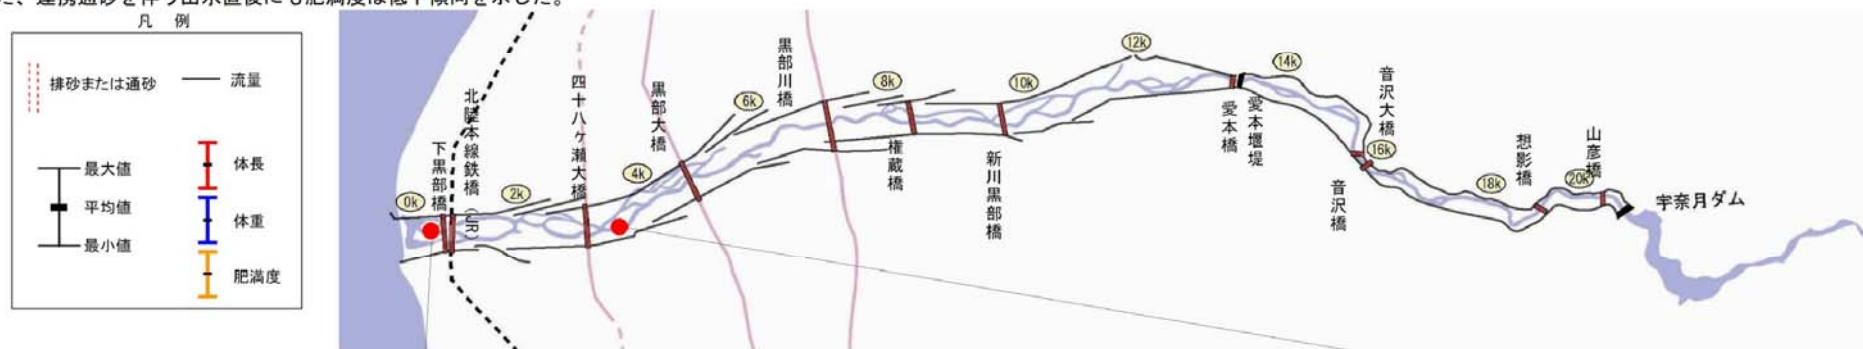 凡 例
排砂または通砂
流量
最大値
平均値
最小値
体長
体重
肥満度
0k
下黒部橋
北陸本線鉄橋(JR)
2k
四十八ヶ瀬大橋
4k
黒部大橋
6k
黒部川橋
8k
権蔵橋
10k
新川黒部橋
12k
愛本橋
愛本堰堤
14k
音沢大橋
16k
音沢橋
18k
想影橋
20k
山彦橋
宇奈月ダム